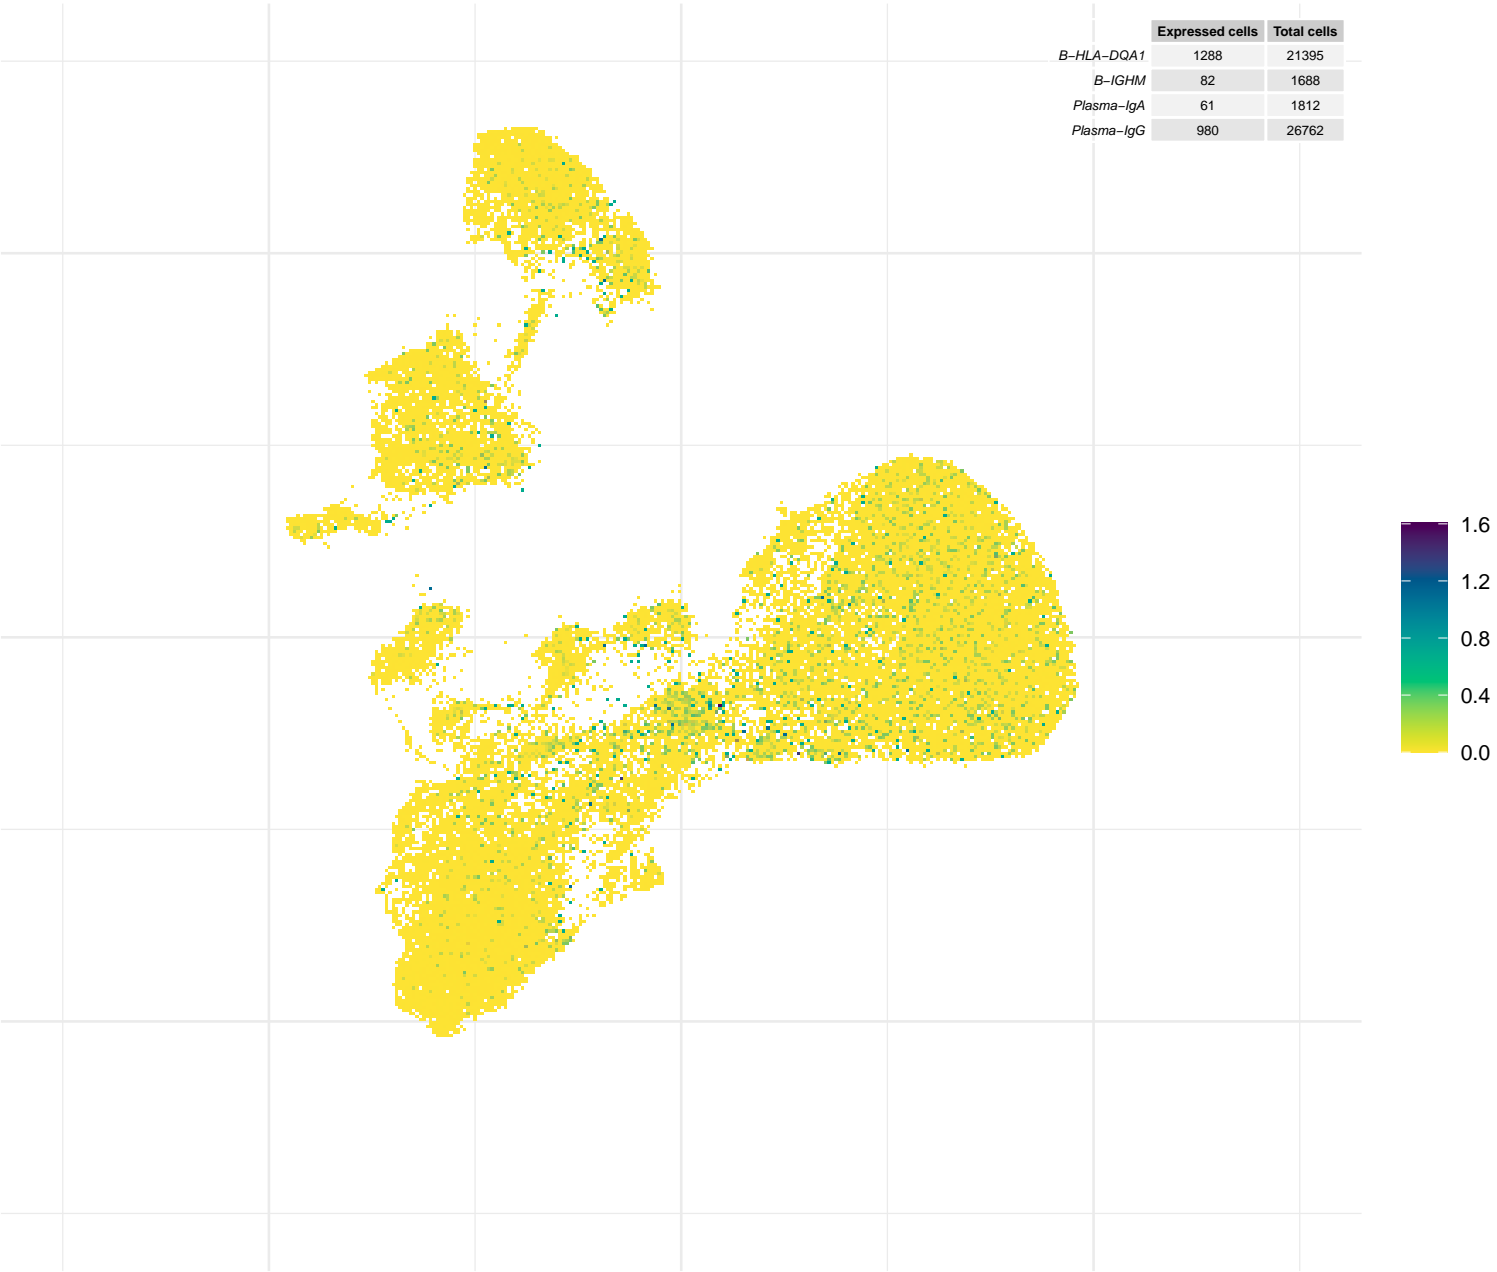 Expressed cells Total cells
B−HLA−DQA1 1288 21395
B−IGHM 82 1688
Plasma−IgA 61 1812
Plasma−IgG 980 26762
1.6
1.2
0.8
0.4
0.0